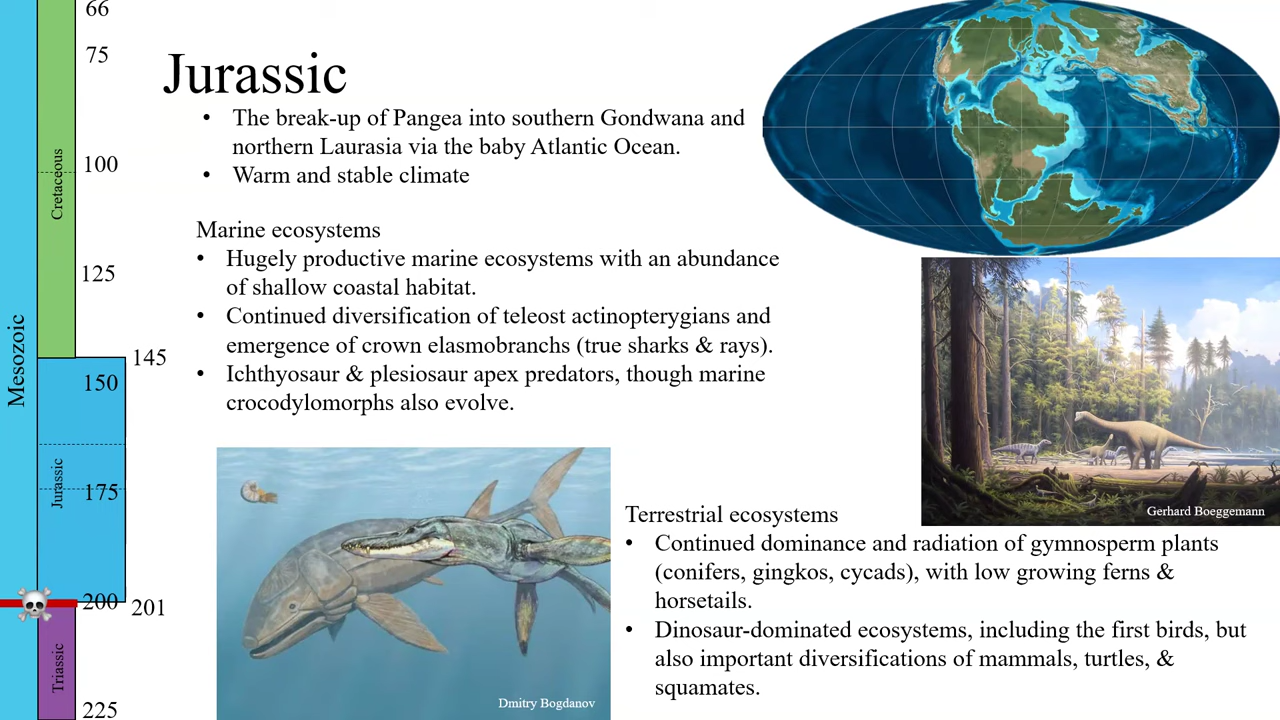 66
75
100
125
145
150
175
200
201
225
Mesozoic
Cretaceous
Jurassic
Triassic
Jurassic
• The break-up of Pangea into southern Gondwana and
northern Laurasia via the baby Atlantic Ocean.
• Warm and stable climate
Marine ecosystems
• Hugely productive marine ecosystems with an abundance
of shallow coastal habitat.
• Continued diversification of teleost actinopterygians and
emergence of crown elasmobranchs (true sharks & rays).
• Ichthyosaur & plesiosaur apex predators, though marine
crocodylomorphs also evolve.
Dmitry Bogdanov
Gerhard Boeggemann
Terrestrial ecosystems
• Continued dominance and radiation of gymnosperm plants
(conifers, gingkos, cycads), with low growing ferns &
horsetails.
• Dinosaur-dominated ecosystems, including the first birds, but
also important diversifications of mammals, turtles, &
squamates.